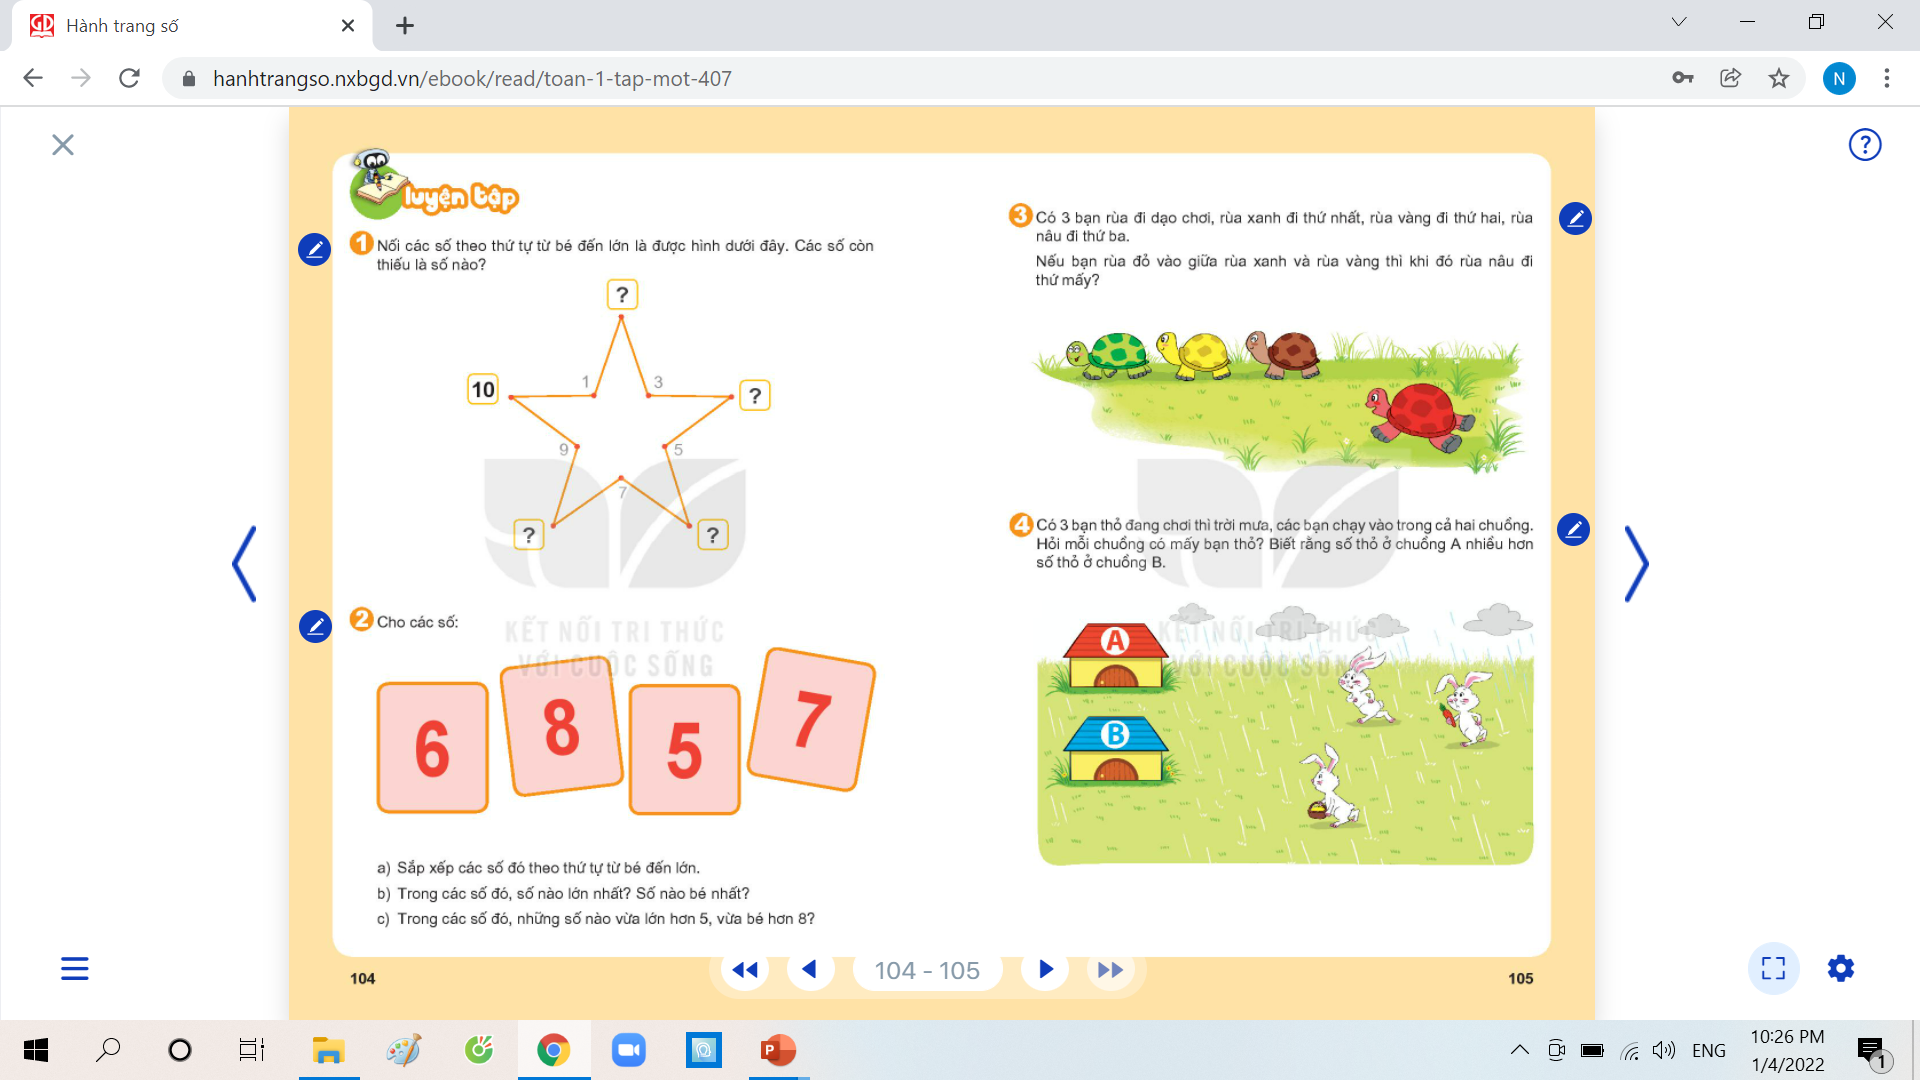 Hành trang số
hanhtrangso.nxbgd.vn/ebook/read/toan-1-tap-mot-407
N
?
luyện tập
1 Nối các số theo thứ tự từ bé đến lớn là được hình dưới đây. Các số còn
thiếu là số nào?
?
10
1
3
?
9
5
7
?
?
2 Cho các số:
KẾT NỐI TRI THỨC
VỚI CUỘC SỐNG
6
8
5
7
a) Sắp xếp các số đó theo thứ tự từ bé đến lớn.
b) Trong các số đó, số nào lớn nhất? Số nào bé nhất?
c) Trong các số đó, những số nào vừa lớn hơn 5, vừa bé hơn 8?
104
3 Có 3 bạn rùa đi dạo chơi, rùa xanh đi thứ nhất, rùa vàng đi thứ hai, rùa
nâu đi thứ ba.
Nếu bạn rùa đỏ vào giữa rùa xanh và rùa vàng thì khi đó rùa nâu đi
thứ mấy?
4 Có 3 bạn thỏ đang chơi thì trời mưa, các bạn chạy vào trong cả hai chuồng.
Hỏi mỗi chuồng có mấy bạn thỏ? Biết rằng số thỏ ở chuồng A nhiều hơn
số thỏ ở chuồng B.
KẾT NỐI TRI THỨC
VỚI CUỘC SỐNG
A
B
105
104 - 105
ENG
10:26 PM
1/4/2022
1